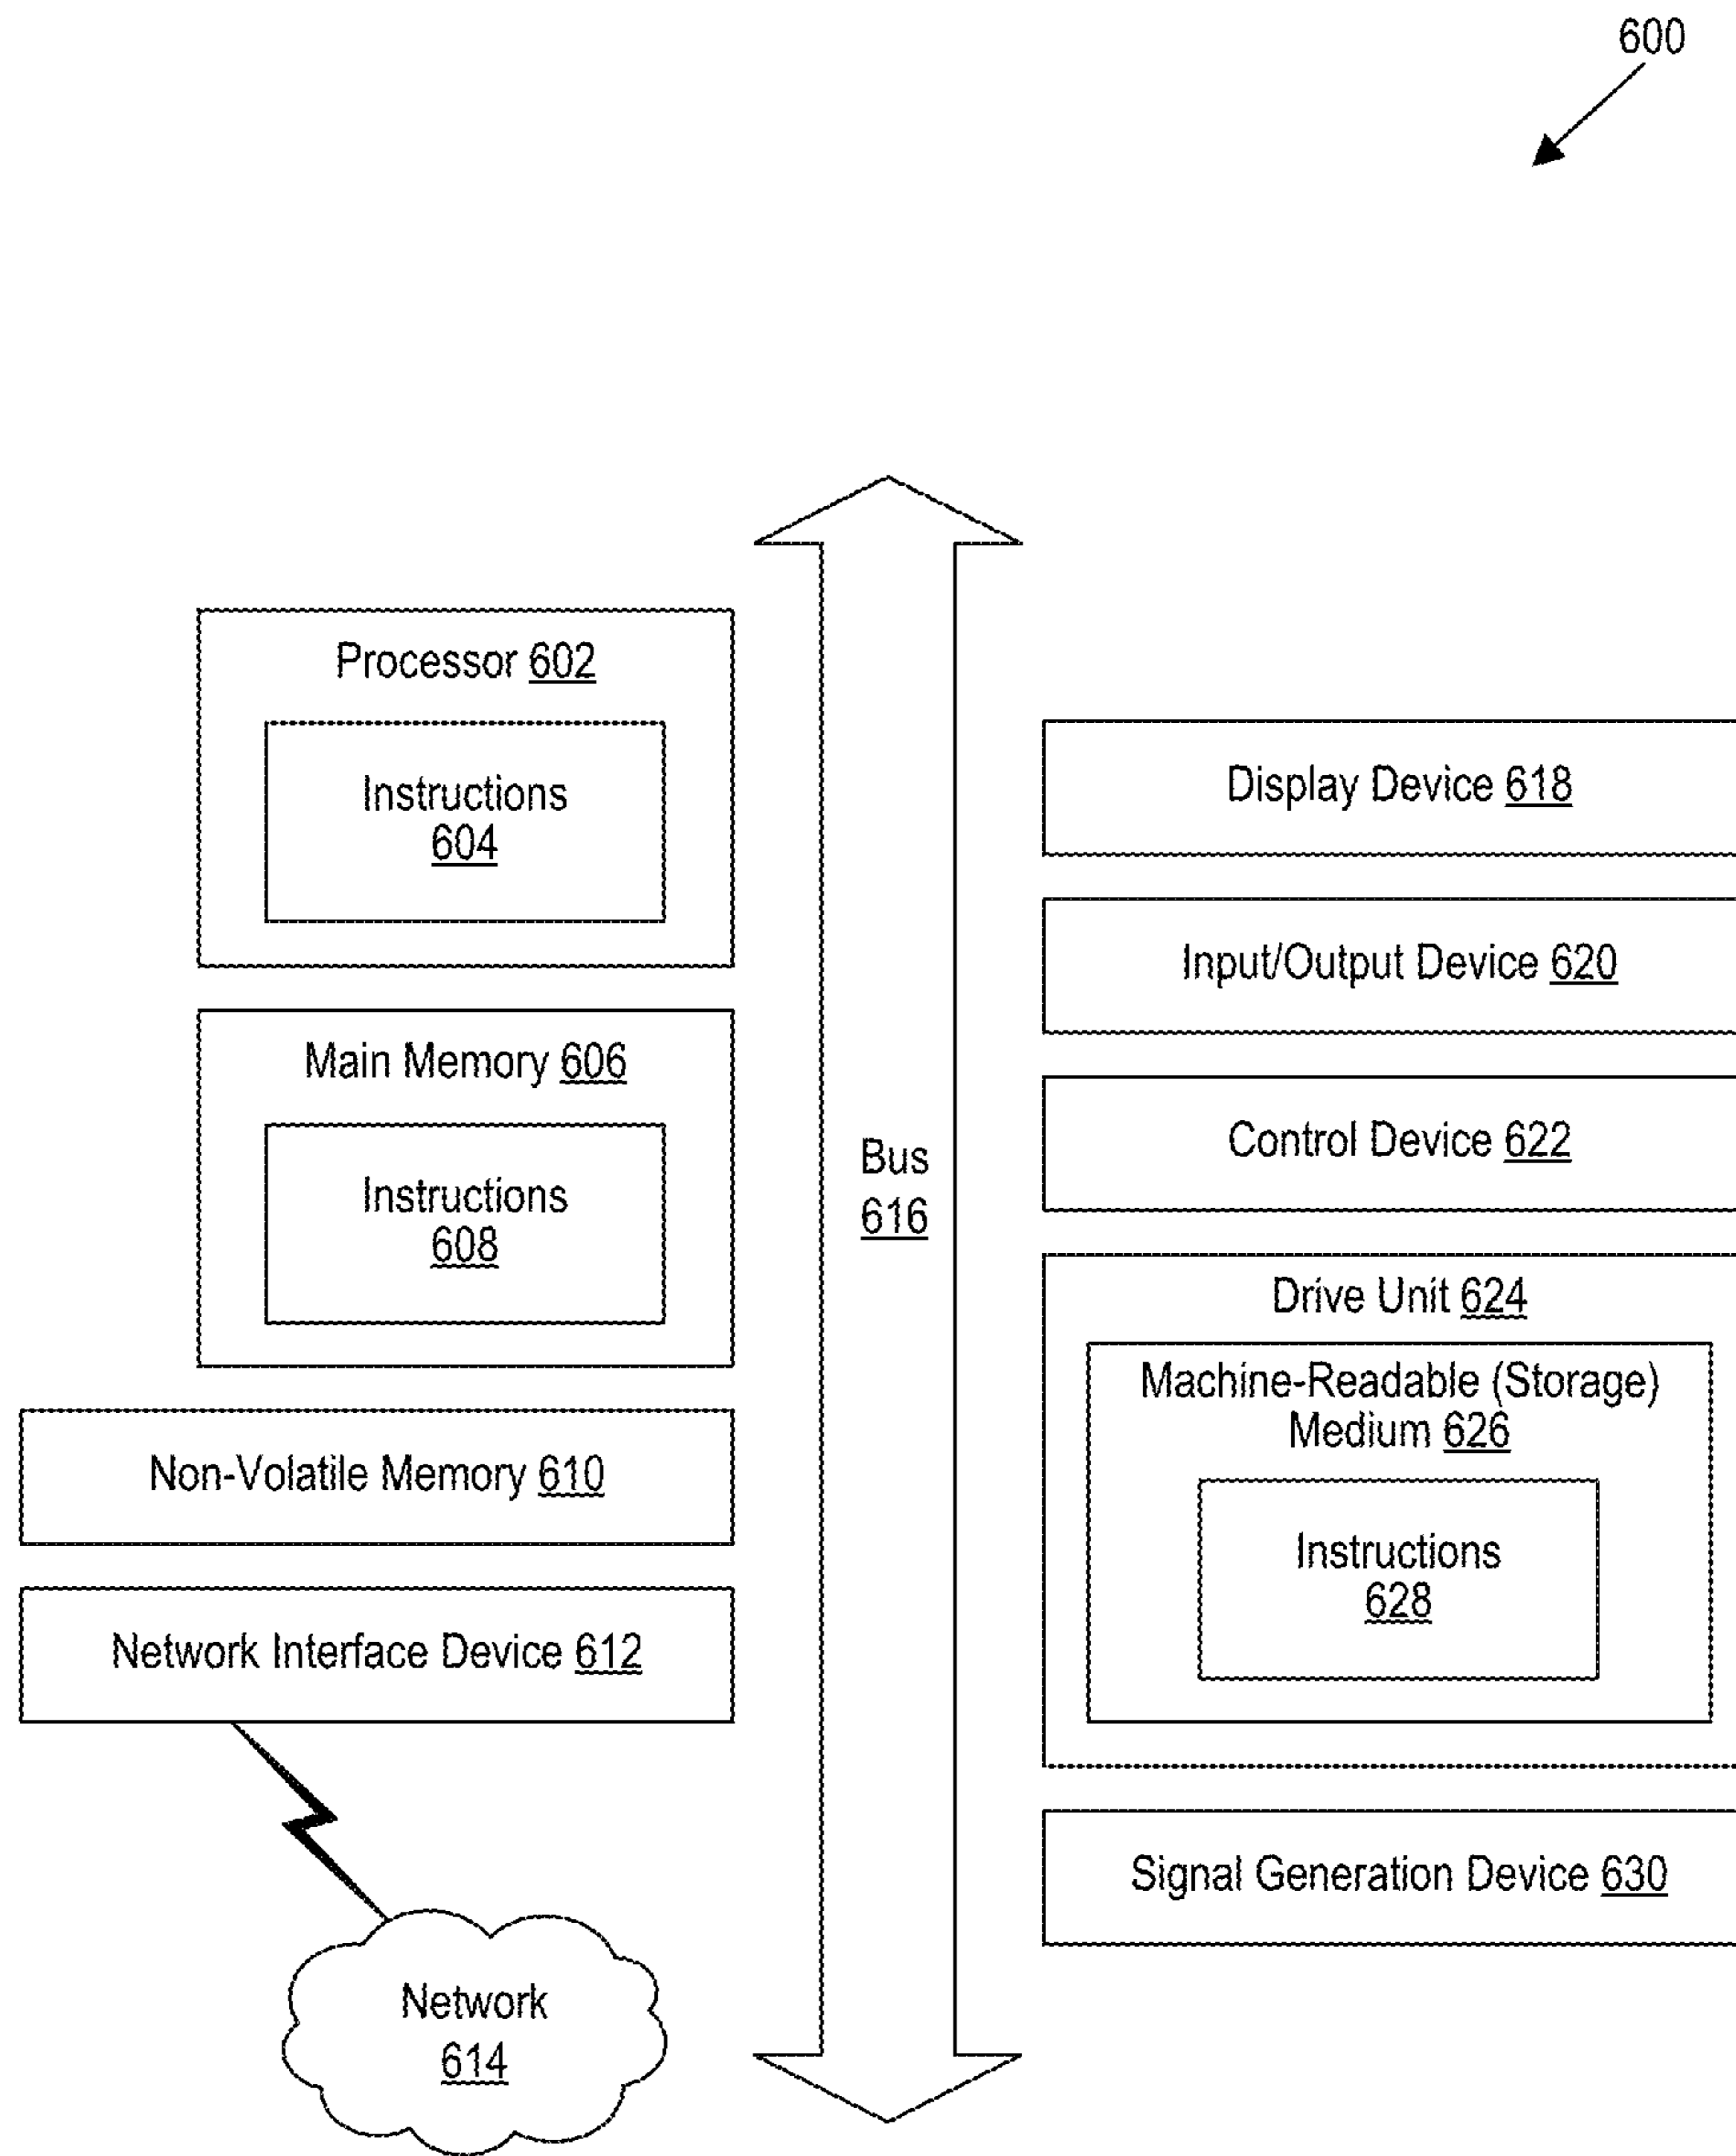 600
Processor 602
Instructions
604
Main Memory 606
Instructions
608
Non-Volatile Memory 610
Network Interface Device 612
Network
614
Bus
616
Display Device 618
Input/Output Device 620
Control Device 622
Drive Unit 624
Machine-Readable (Storage)
Medium 626
Instructions
628
Signal Generation Device 630